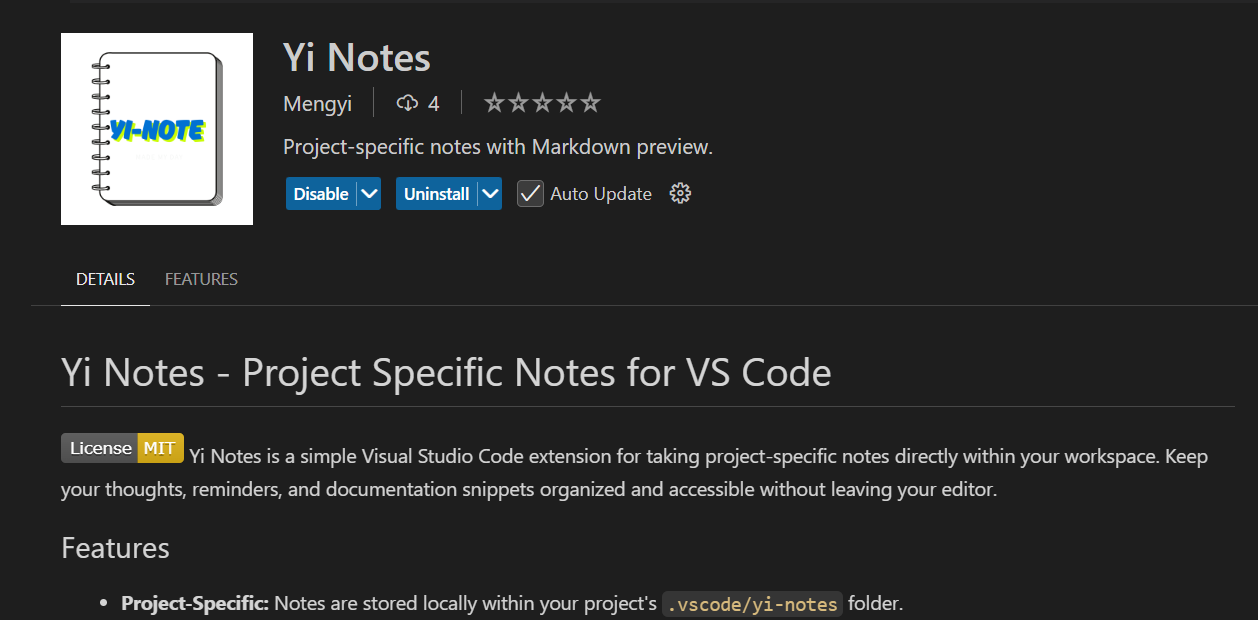 YI-NOTE
Yi Notes
Mengyi 4
Project-specific notes with Markdown preview.
Disable Uninstall Auto Update
DETAILS FEATURES
Yi Notes - Project Specific Notes for VS Code
License MIT Yi Notes is a simple Visual Studio Code extension for taking project-specific notes directly within your workspace. Keep
your thoughts, reminders, and documentation snippets organized and accessible without leaving your editor.
Features
• Project-Specific: Notes are stored locally within your project's .vscode/yi-notes folder.